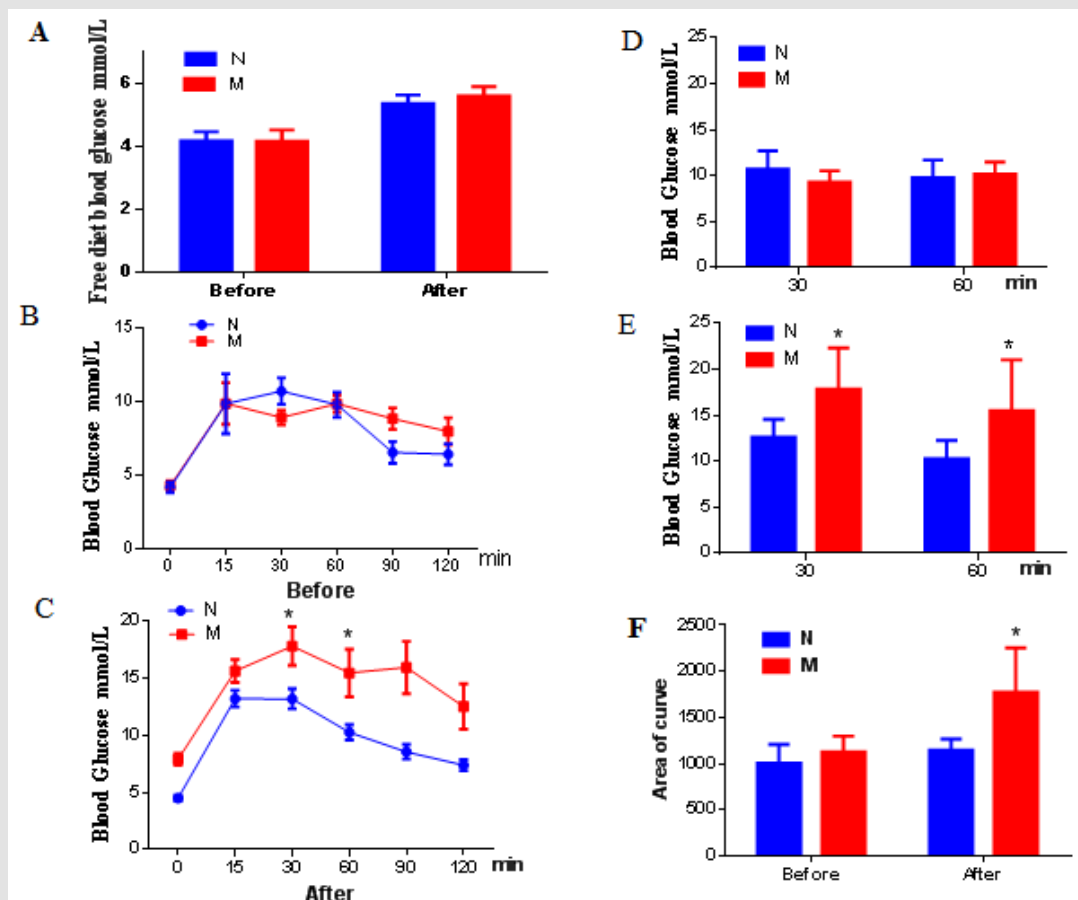 A
Free diet blood glucose mmol/L
N
M
6
4
2
0
Before
After
B
Blood Glucose mmol/L
N
M
15
10
5
0
0 15 30 60 90 120 min
Before
C
Blood Glucose mmol/L
N
M
20
15
10
5
0
* *
0 15 30 60 90 120 min
After
D
Blood Glucose mmol/L
N
M
25
20
15
10
5
0
30 60 min
E
Blood Glucose mmol/L
N
M
25
20
15
10
5
0
* *
30 60 min
F
Area of curve
N
M
2500
2000
1500
1000
500
0
*
Before After